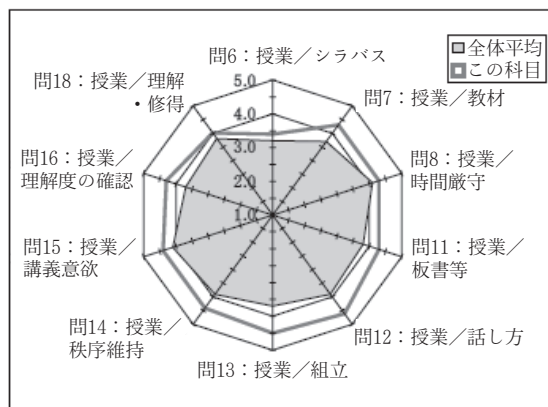 問6：授業／シラバス
全体平均
この科目
問18：授業／理解
・修得
5.0
4.0
3.0
2.0
1.0
問7：授業／教材
問16：授業／
理解度の確認
問8：授業／
時間厳守
問15：授業／
講義意欲
問11：授業／
板書等
問14：授業／
秩序維持
問12：授業／話し方
問13：授業／組立